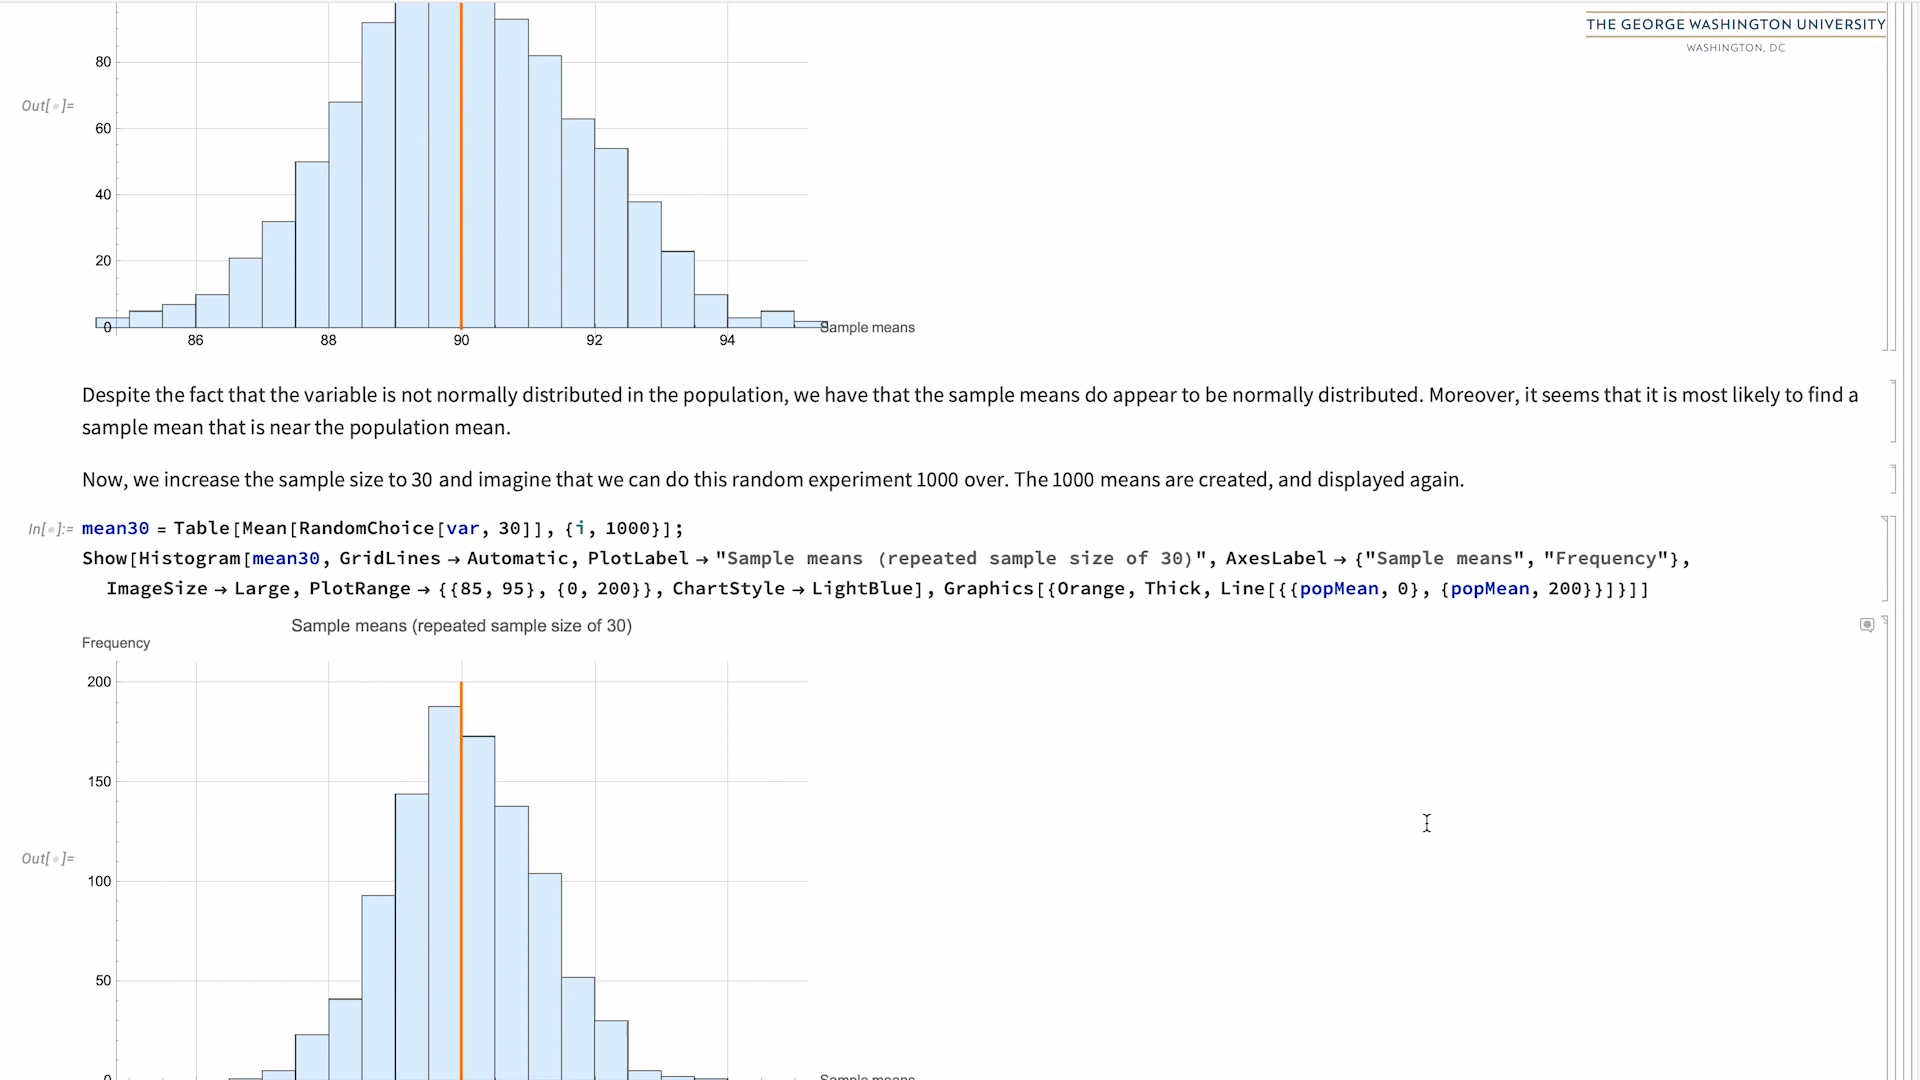 THE GEORGE WASHINGTON UNIVERSITY
WASHINGTON, DC
80
Out[ ]=
60
40
20
0
Sample means
86 88 90 92 94
Despite the fact that the variable is not normally distributed in the population, we have that the sample means do appear to be normally distributed. Moreover, it seems that it is most likely to find a
sample mean that is near the population mean.
Now, we increase the sample size to 30 and imagine that we can do this random experiment 1000 over. The 1000 means are created, and displayed again.
In[ ]:= mean30 = Table[Mean[RandomChoice[var, 30]], {i, 1000}];
Show[Histogram[mean30, GridLines → Automatic, PlotLabel → "Sample means (repeated sample size of 30)", AxesLabel → {"Sample means", "Frequency"},
ImageSize → Large, PlotRange → {{85, 95}, {0, 200}}, ChartStyle → LightBlue], Graphics[{Orange, Thick, Line[{{popMean, 0}, {popMean, 200}}]}]]
Sample means (repeated sample size of 30)
Frequency
200
150
Out[ ]=
100
50
0
Sample means